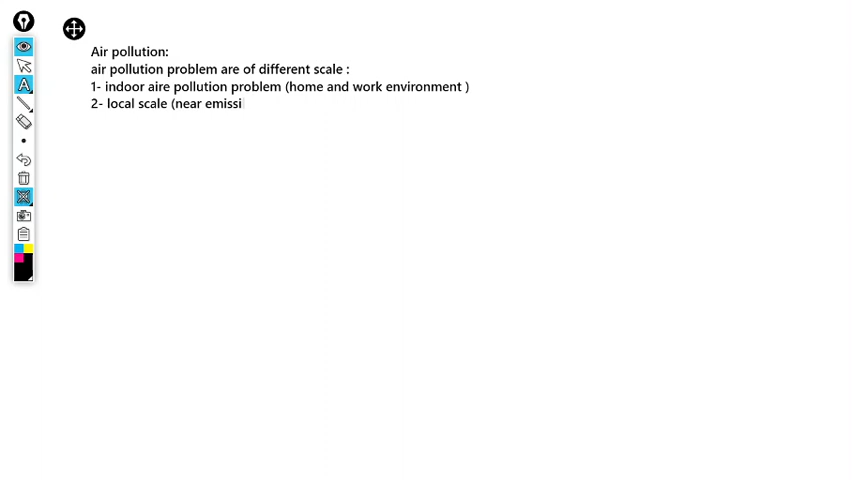 Air pollution:
air pollution problem are of different scale :
1- indoor aire pollution problem (home and work environment )
2- local scale (near emissi